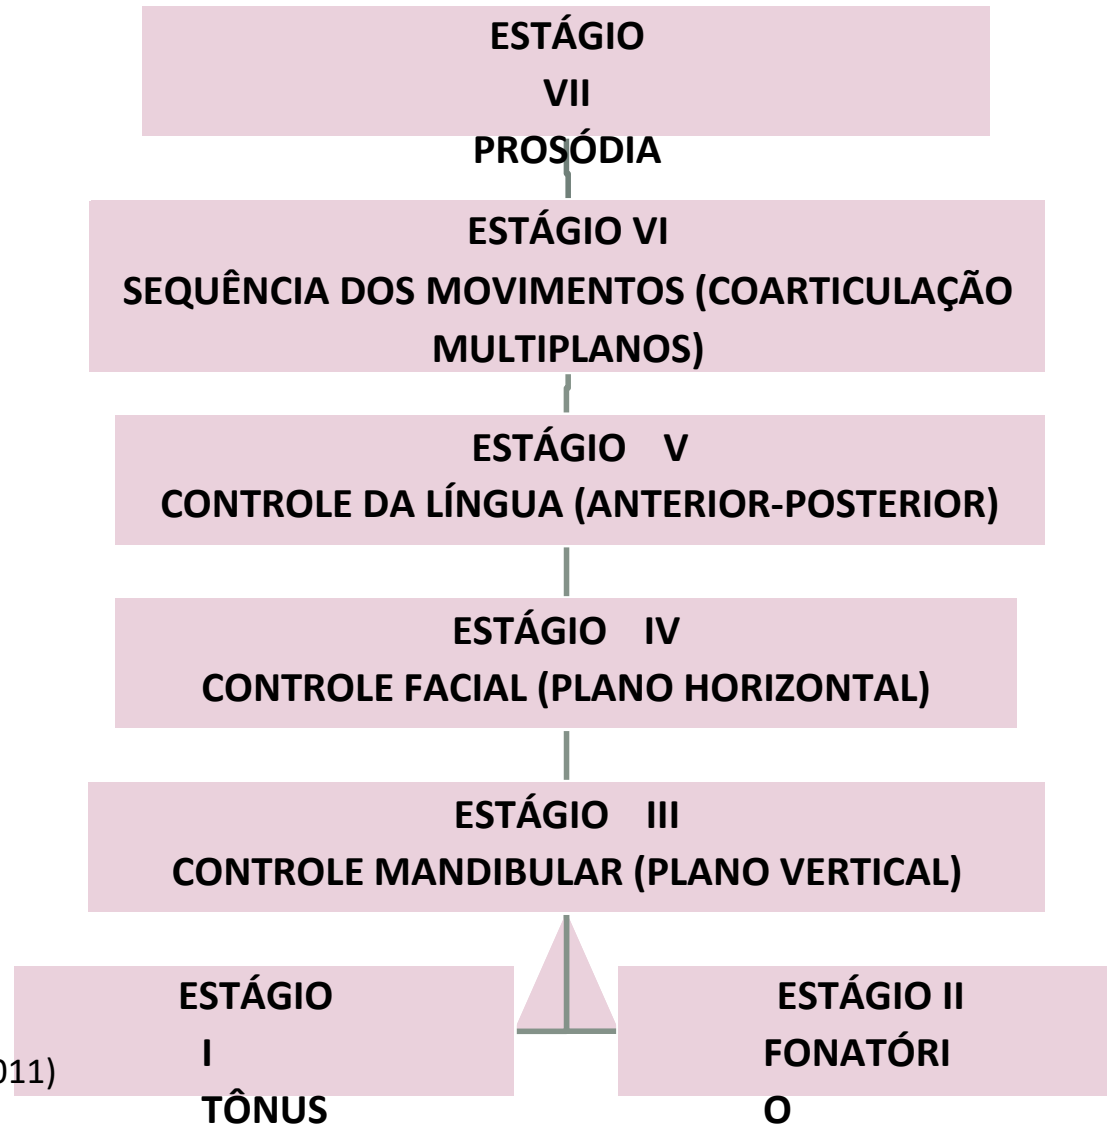 ESTÁGIO
VII
PROSÓDIA
ESTÁGIO VI
SEQUÊNCIA DOS MOVIMENTOS (COARTICULAÇÃO
MULTIPLANOS)
ESTÁGIO V
CONTROLE DA LÍNGUA (ANTERIOR-POSTERIOR)
ESTÁGIO IV
CONTROLE FACIAL (PLANO HORIZONTAL)
ESTÁGIO III
CONTROLE MANDIBULAR (PLANO VERTICAL)
ESTÁGIO
I
TÔNUS
ESTÁGIO II
FONATÓRI
O
011)